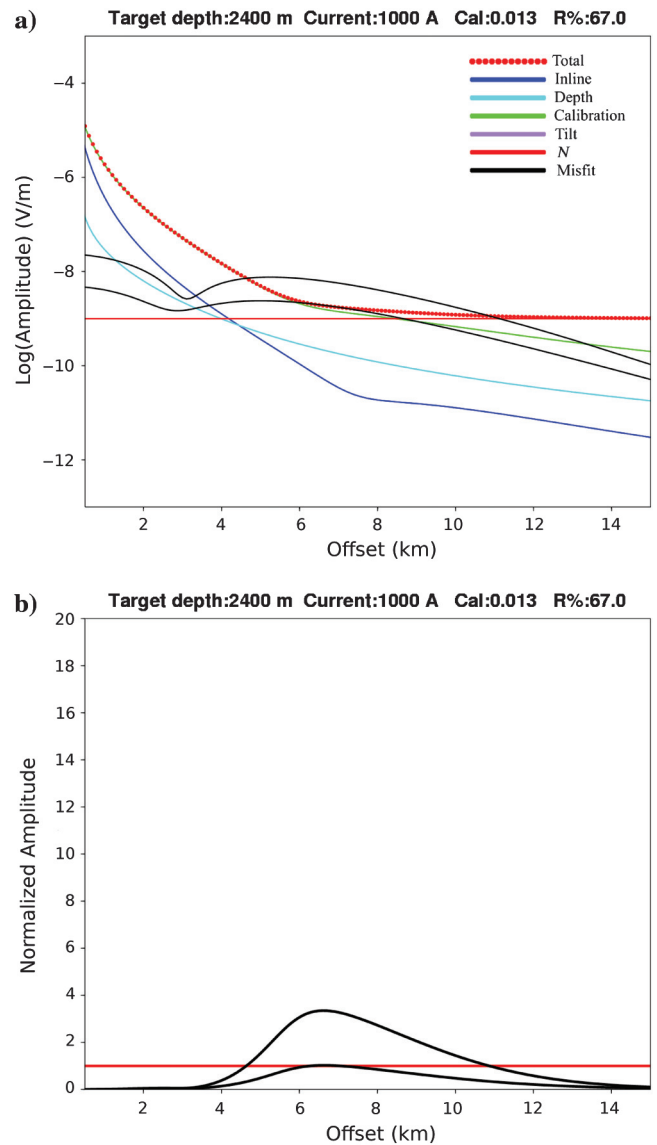 a) Target depth:2400 m Current:1000 A Cal:0.013 R%:67.0
Log(Amplitude) (V/m)
−4
−6
−8
−10
−12
Total
Inline
Depth
Calibration
Tilt
N
Misfit
2 4 6 8 10 12 14
Offset (km)
b) Target depth:2400 m Current:1000 A Cal:0.013 R%:67.0
Normalized Amplitude
20
18
16
14
12
10
8
6
4
2
0
2 4 6 8 10 12 14
Offset (km)